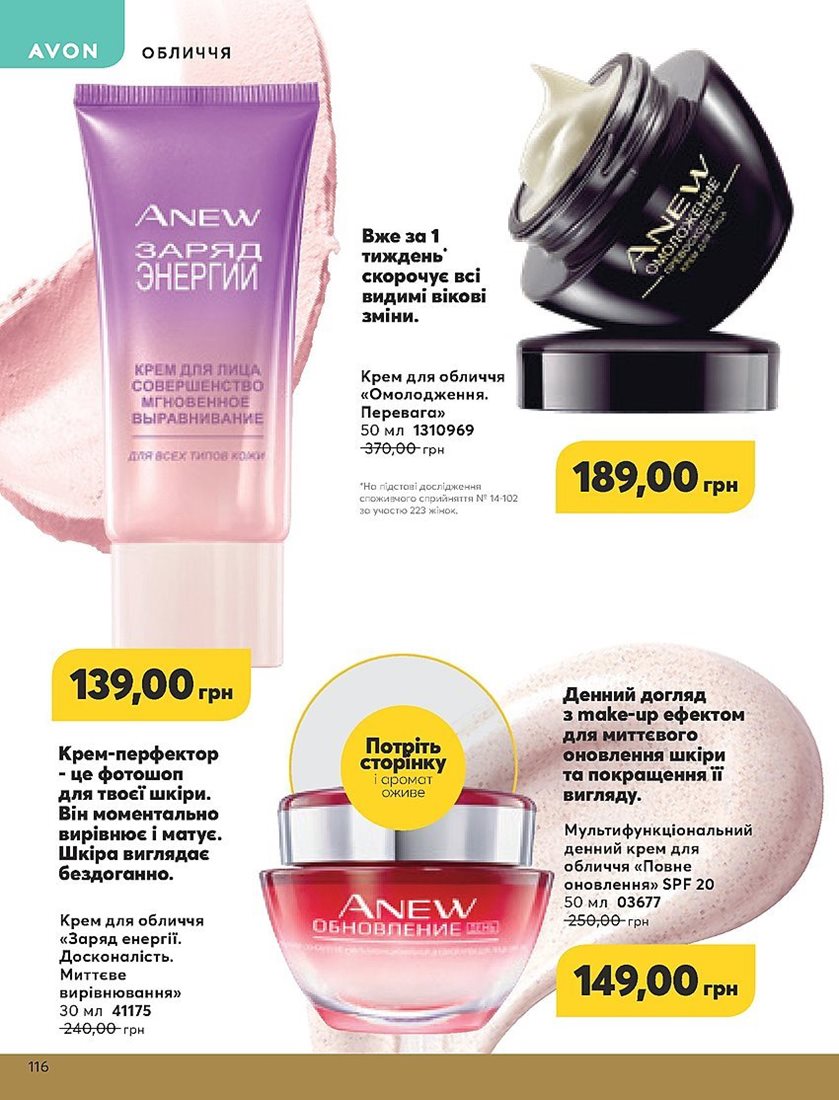 AVON
ОБЛИЧЧЯ
ANEW
ЗАРЯД
ЭНЕРГИИ
КРЕМ ДЛЯ ЛИЦА
СОВЕРШЕНСТВО
МГНОВЕННОЕ
ВЫРАВНИВАНИЕ
ДЛЯ ВСЕХ ТИПОВ КОЖИ
ANEW
ОМОЛОЖЕНИЕ
ПРЕВОСХОДСТВО
КРЕМ ДЛЯ ЛИЦА
Вже за 1
тиждень*
скорочує всі
видимі вікові
зміни.
Крем для обличчя
«Омолодження.
Перевага»
50 мл 1310969
370,00 грн
*На підставі дослідження
споживчого сприйняття № 14-102
за участю 223 жінок.
189,00 грн
139,00 грн
Крем-перфектор
- це фотошоп
для твоєї шкіри.
Він моментально
вирівнює і матує.
Шкіра виглядає
бездоганно.
Крем для обличчя
«Заряд енергії.
Досконалість.
Миттєве
вирівнювання»
30 мл 41175
240,00 грн
Потріть
сторінку
і аромат
оживе
ANEW
ОБНОВЛЕНИЕ ДЕНЬ
Денний догляд
з make-up ефектом
для миттєвого
оновлення шкіри
та покращення її
вигляду.
Мультифункціональний
денний крем для
обличчя «Повне
оновлення» SPF 20
50 мл 03677
250,00 грн
149,00 грн
116